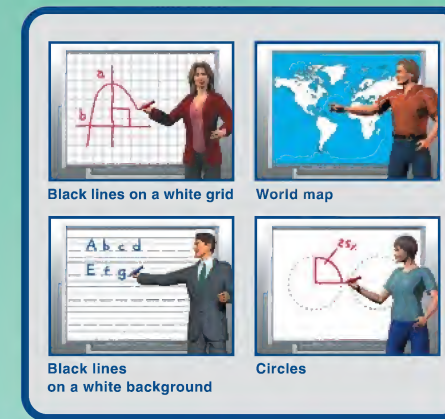 a
b
Black lines on a white grid
World map
A b c d
E f g
25%
Black lines
on a white background
Circles